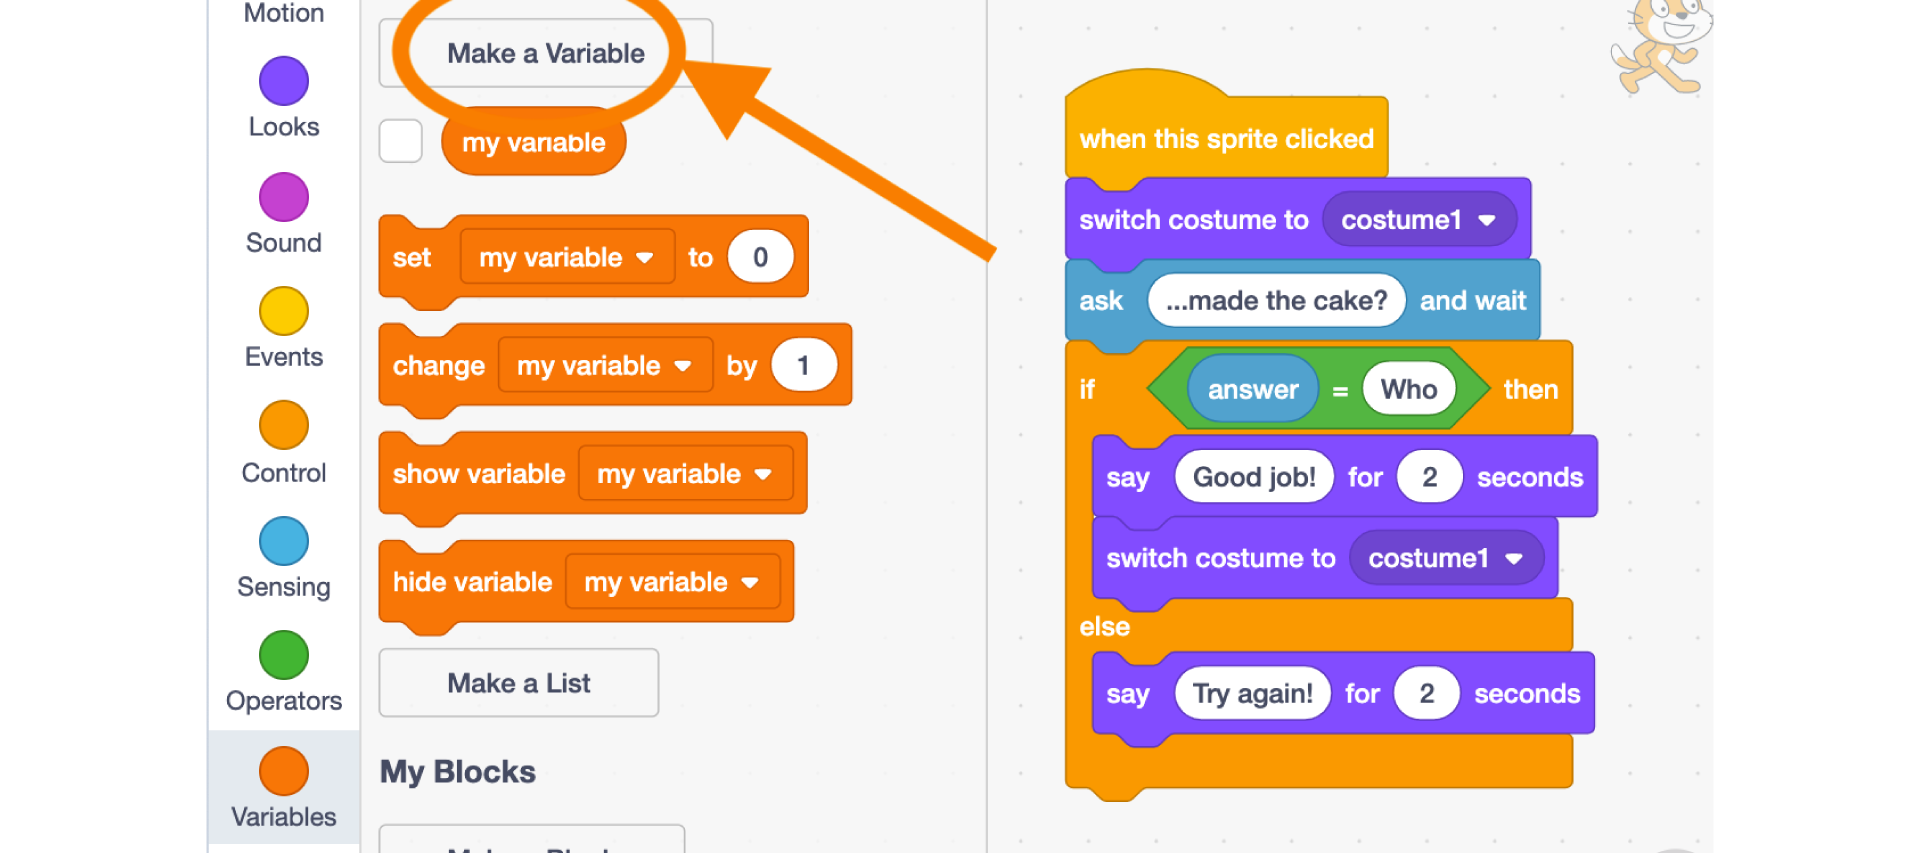 Motion
Looks
Sound
Events
Control
Sensing
Operators
Variables
Make a Variable
my variable
set my variable to 0
change my variable by 1
show variable my variable
hide variable my variable
Make a List
My Blocks
when this sprite clicked
switch costume to costume1
ask ...made the cake? and wait
if answer = Who then
say Good job! for 2 seconds
switch costume to costume1
else
say Try again! for 2 seconds